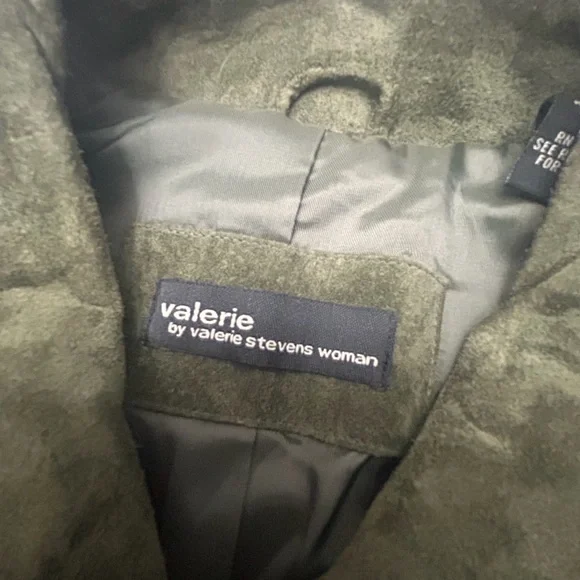 valerie
by valerie stevens woman
RN
SEE
FOR